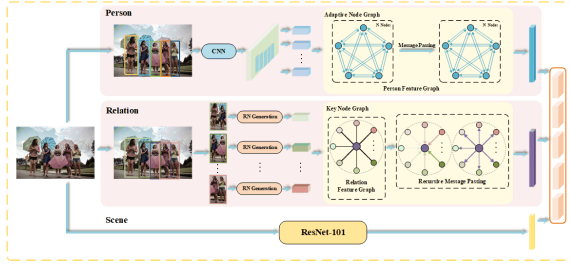 Person
Adaptive Node Graph
N Nodes
N Nodes
CNN
Message Passing
Person Feature Graph
Relation
Key Node Graph
RN Generation
RN Generation
RN Generation
Relation
Feature Graph
Recursive Message Passing
Scene
ResNet-101